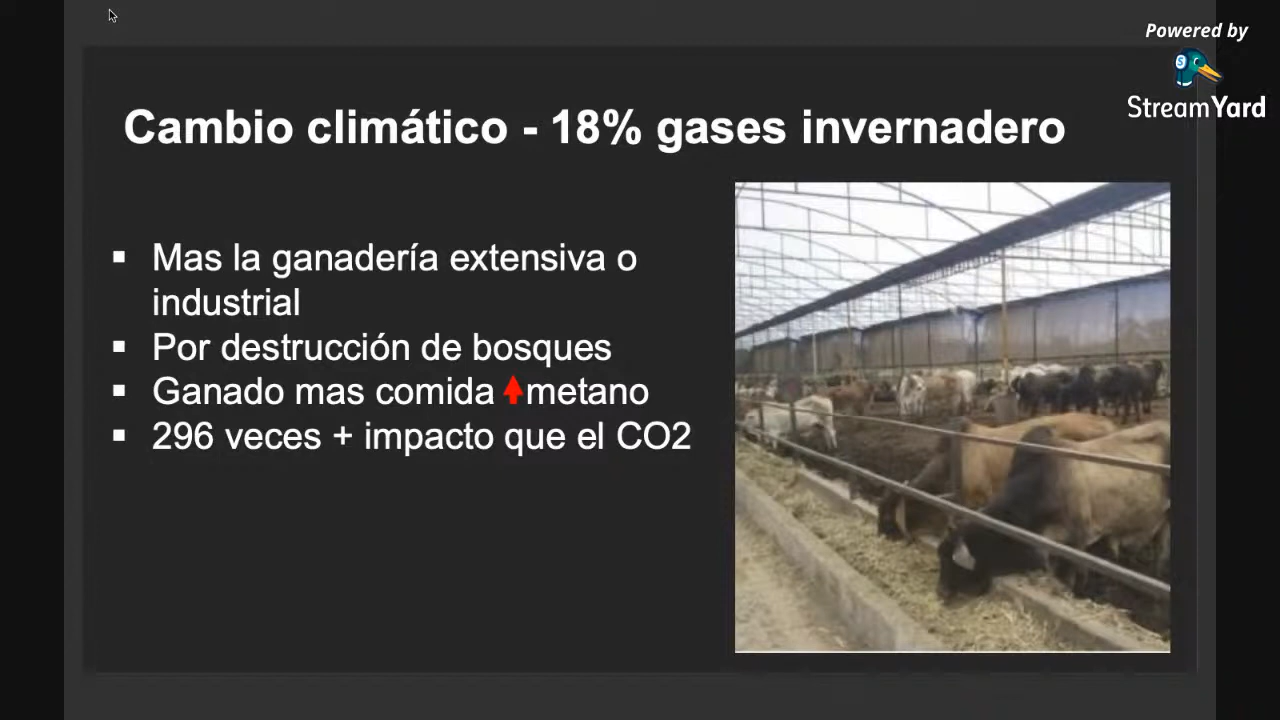 Powered by
StreamYard
Cambio climático - 18% gases invernadero
▪ Mas la ganadería extensiva o
industrial
▪ Por destrucción de bosques
▪ Ganado mas comida ⬆metano
▪ 296 veces + impacto que el CO2